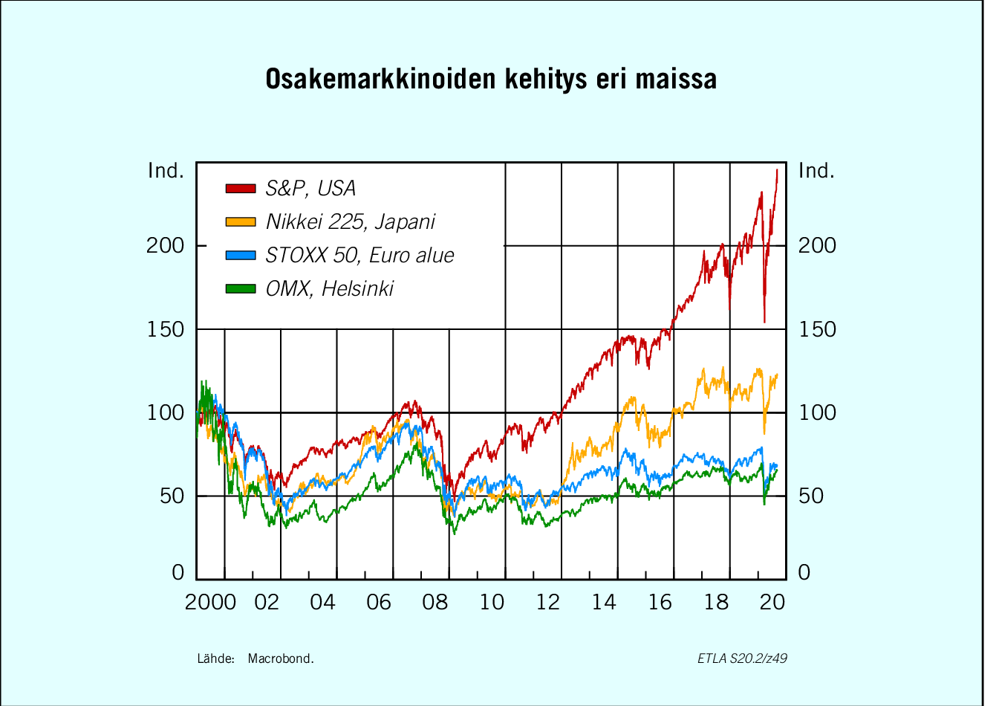 Osakemarkkinoiden kehitys eri maissa
Ind. Ind.
S&P, USA
Nikkei 225, Japani
200 200
STOXX 50, Euro alue
OMX, Helsinki
150 150
100 100
50 50
0 0
2000 02 04 06 08 10 12 14 16 18 20
Lähde: Macrobond. ETLA S20.2/z49